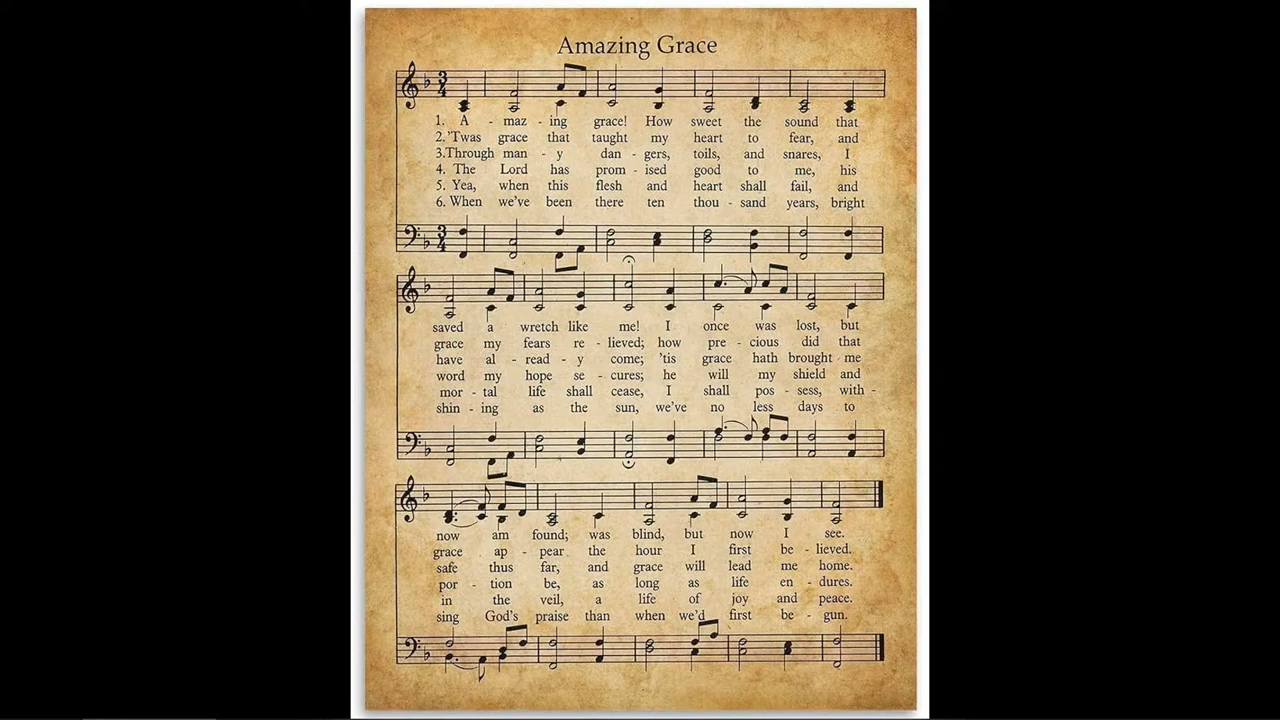 Amazing Grace
1. A - maz - ing grace! How sweet the sound that
2. 'Twas grace that taught my heart to fear, and
3.Through man - y dan - gers, toils, and snares, I
4. The Lord has prom - ised good to me, his
5. Yea, when this flesh and heart shall fail, and
6. When we've been there ten thou - sand years, bright
saved a wretch like me! I once was lost, but
grace my fears re - lieved; how pre - cious did that
have al - read - y come; 'tis grace hath brought me
word my hope se - cures; he will my shield and
mor - tal life shall cease, I shall pos - sess, with -
shin - ing as the sun, we've no less days to
now am found; was blind, but now I see.
grace ap - pear the hour I first be - lieved.
safe thus far, and grace will lead me home.
por - tion be, as long as life en - dures.
in the veil, a life of joy and peace.
sing God's praise than when we'd first be - gun.